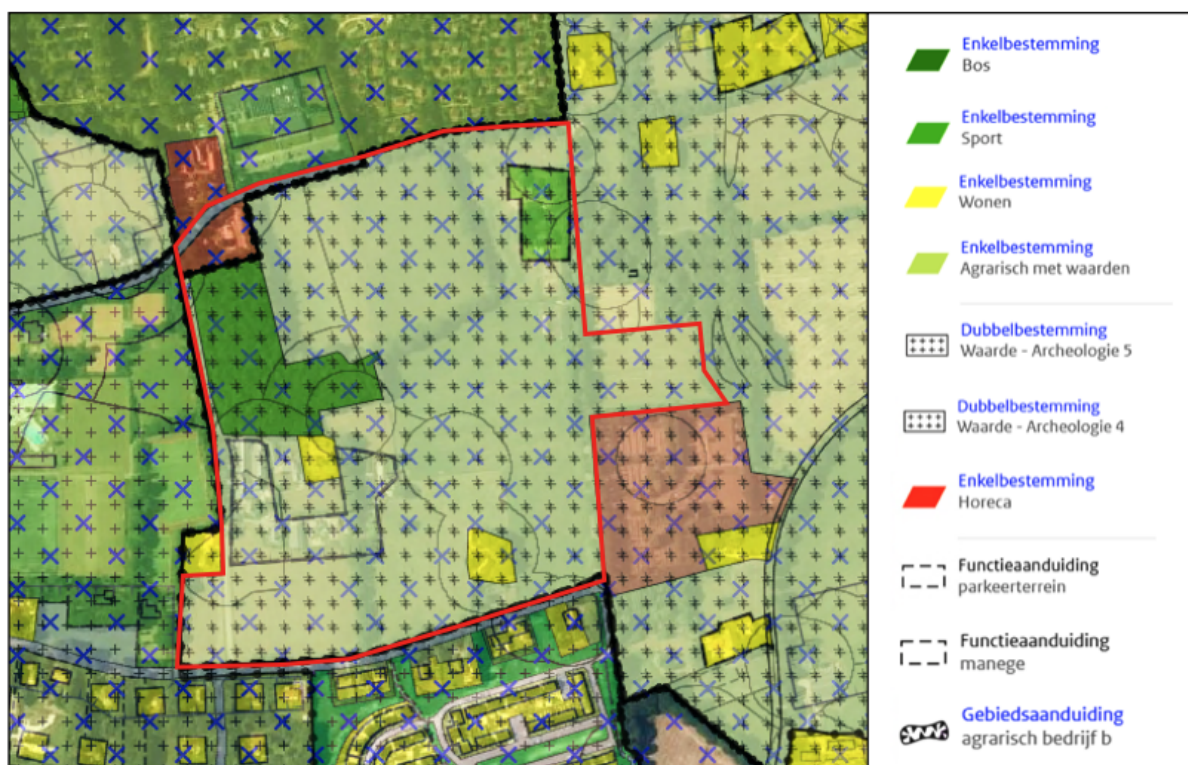 Enkelbestemming
Bos
Enkelbestemming
Sport
Enkelbestemming
Wonen
Enkelbestemming
Agrarisch met waarden
Dubbelbestemming
Waarde - Archeologie 5
Dubbelbestemming
Waarde - Archeologie 4
Enkelbestemming
Horeca
Functieaanduiding
parkeerterrein
Functieaanduiding
manege
Gebiedsaanduiding
agrarisch bedrijf b